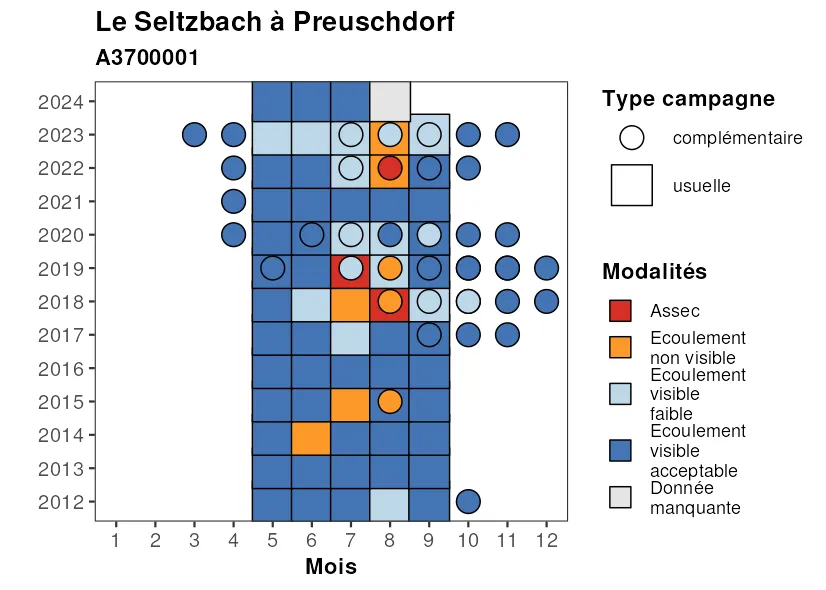 Le Seltzbach à Preuschdorf
A3700001
2024
2023
2022
2021
2020
2019
2018
2017
2016
2015
2014
2013
2012
1 2 3 4 5 6 7 8 9 10 11 12
Mois
Type campagne
complémentaire
usuelle
Modalités
Assec
Ecoulement
non visible
Ecoulement
visible
faible
Ecoulement
visible
acceptable
Donnée
manquante